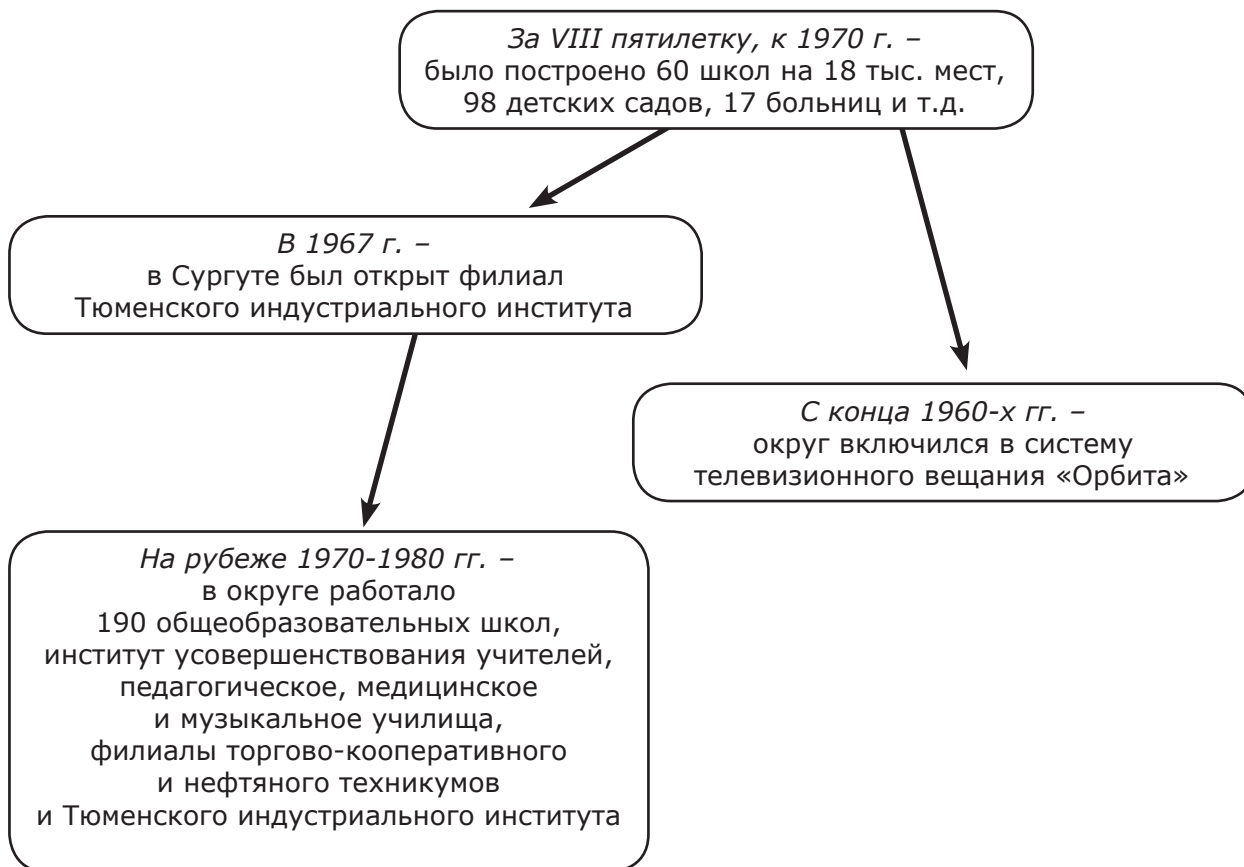 За VIII пятилетку, к 1970 г. –
было построено 60 школ на 18 тыс. мест,
98 детских садов, 17 больниц и т.д.
В 1967 г. –
в Сургуте был открыт филиал
Тюменского индустриального института
С конца 1960-х гг. –
округ включился в систему
телевизионного вещания «Орбита»
На рубеже 1970-1980 гг. –
в округе работало
190 общеобразовательных школ,
институт усовершенствования учителей,
педагогическое, медицинское
и музыкальное училища,
филиалы торгово-кооперативного
и нефтяного техникумов
и Тюменского индустриального института